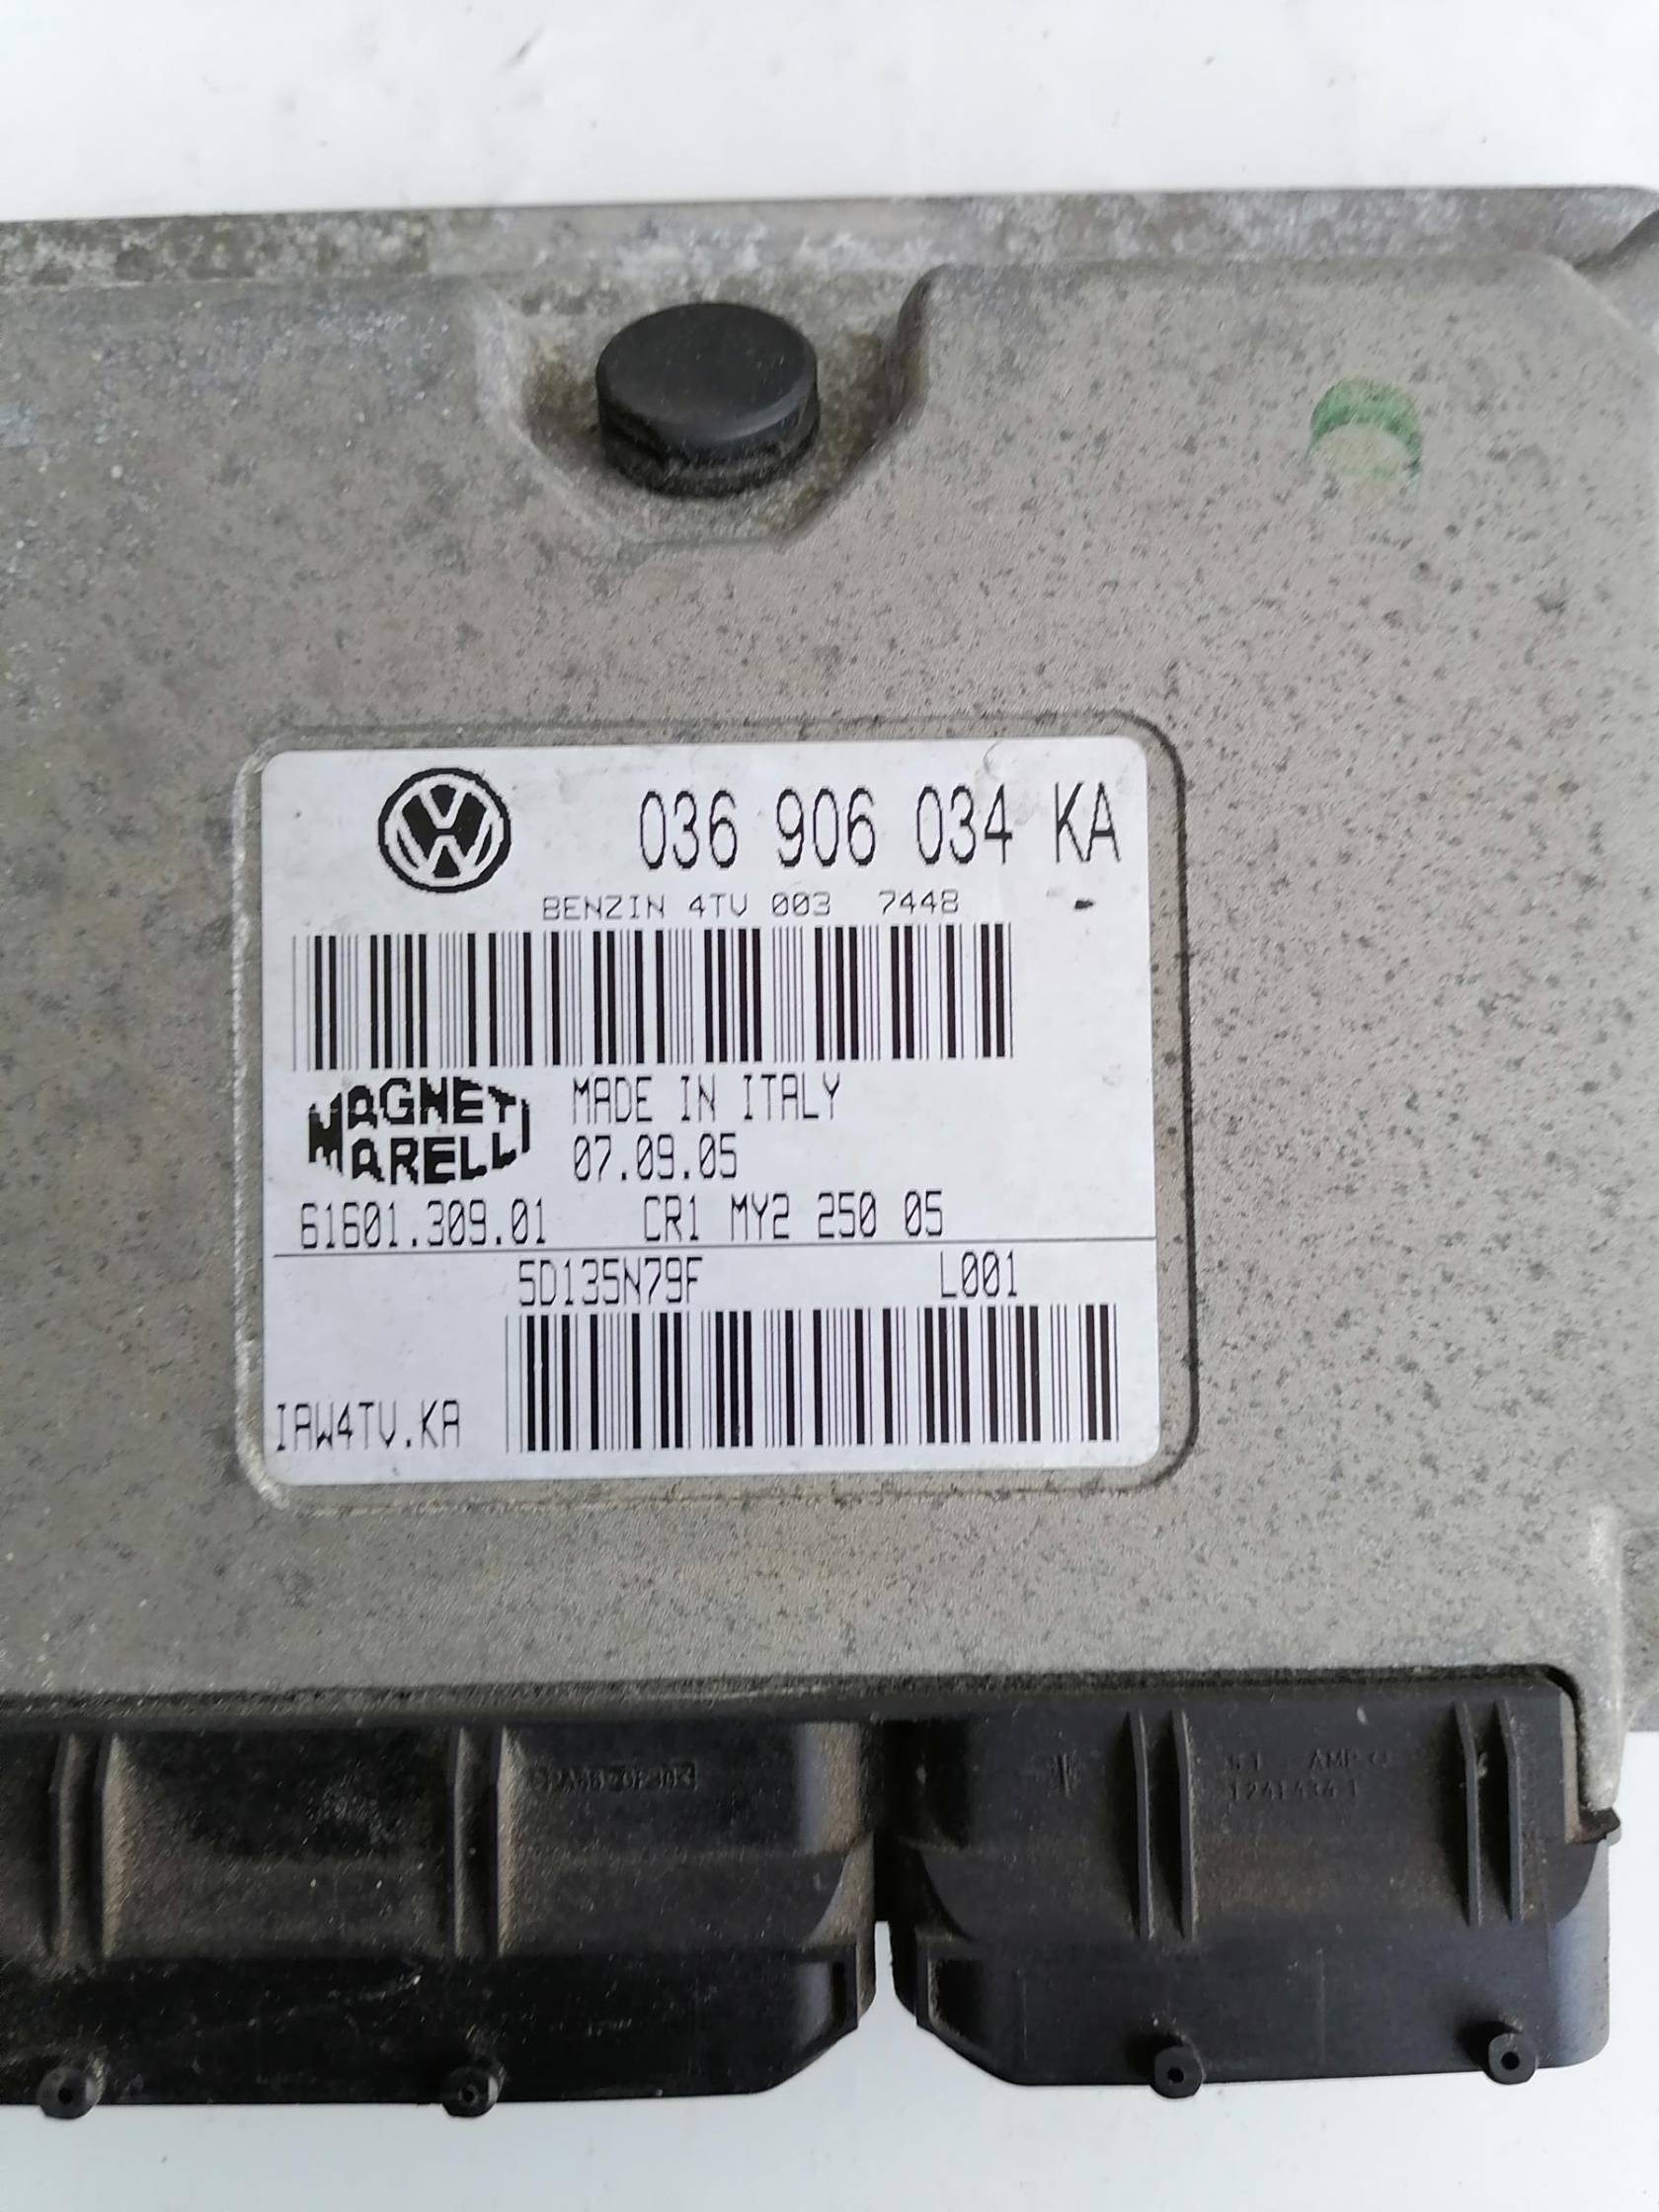 036 906 034 KA
BENZIN 4TV 003 7448 -
MAGNETI MARELLI
MADE IN ITALY
07.09.05
61601.309.01 CR1 MY2 250 05
5D135N79F L001
IAW4TV.KA
AMP